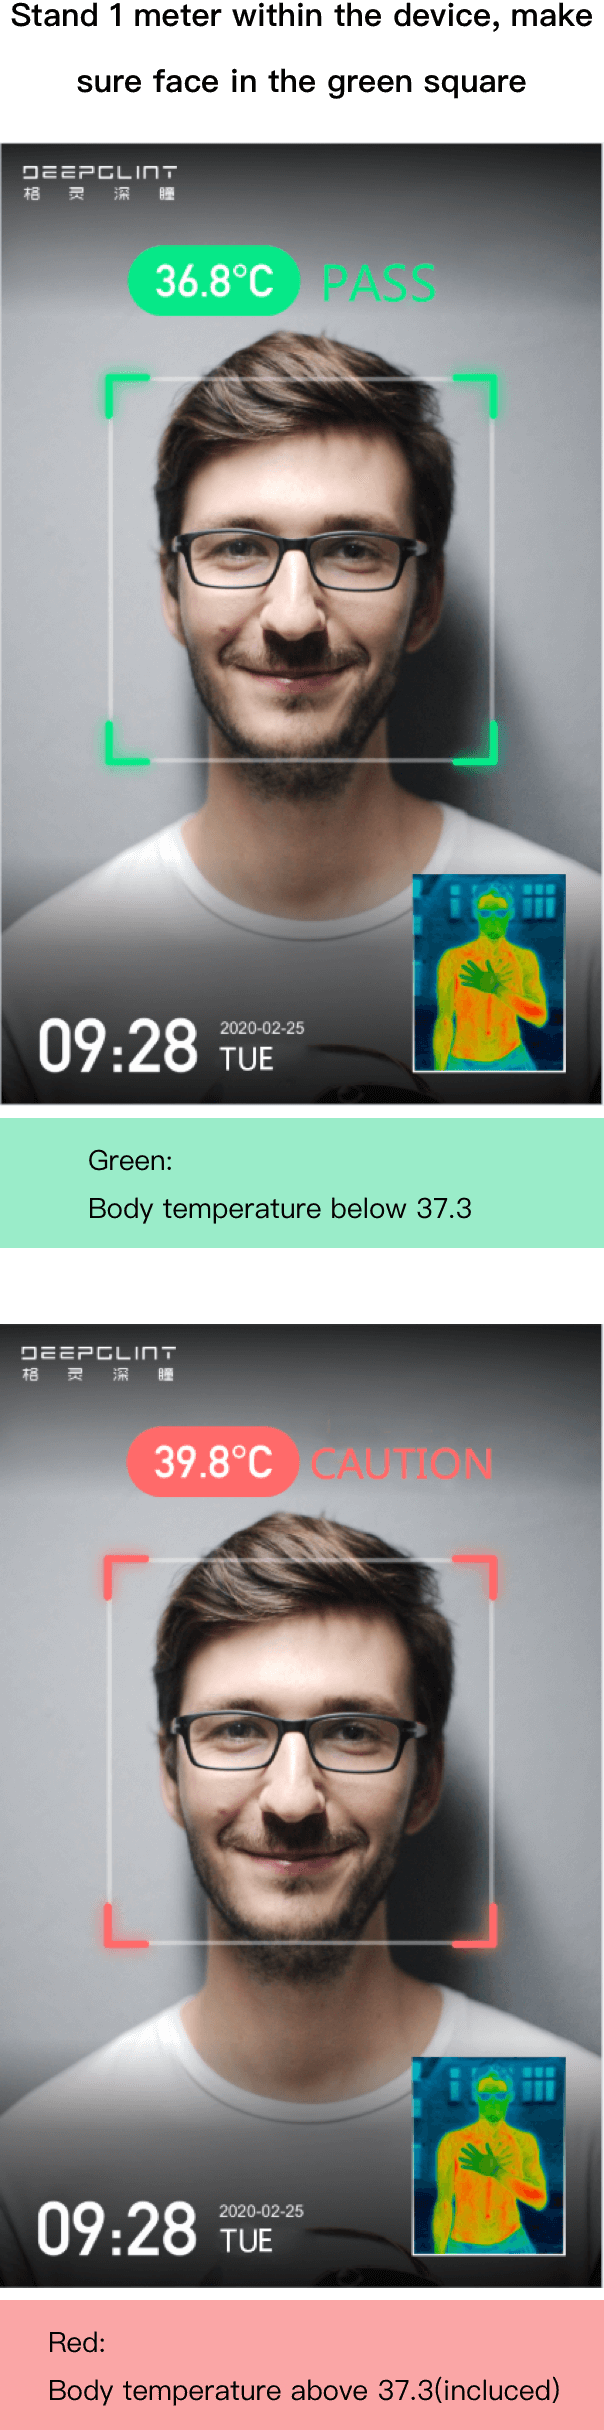 Stand 1 meter within the device, make
sure face in the green square
DEEPGLINT
格灵深瞳
36.8°C PASS
09:28 2020-02-25
TUE
Green:
Body temperature below 37.3
DEEPGLINT
格灵深瞳
39.8°C CAUTION
09:28 2020-02-25
TUE
Red:
Body temperature above 37.3(incluced)